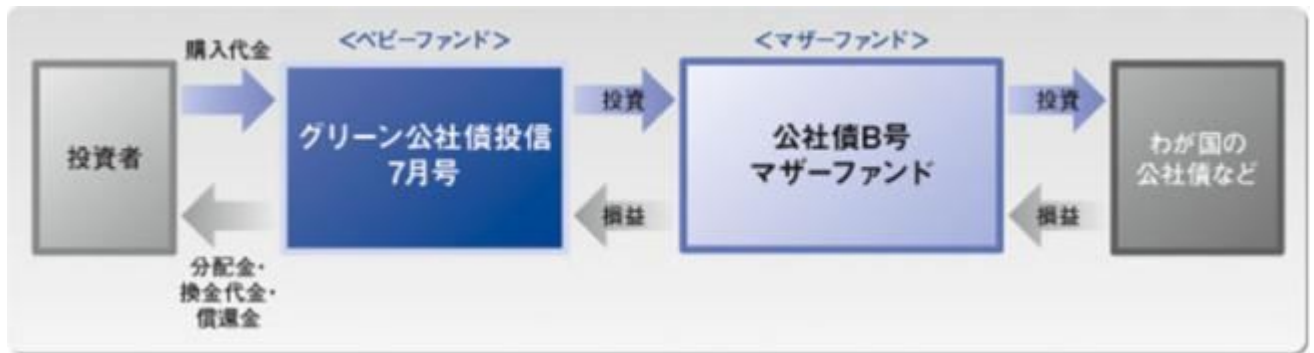 購入代金
<ベビーファンド>
<マザーファンド>
投資者
グリーン公社債投信
7月号
投資
公社債B号
マザーファンド
投資
わが国の
公社債など
損益
損益
分配金・
換金代金・
償還金